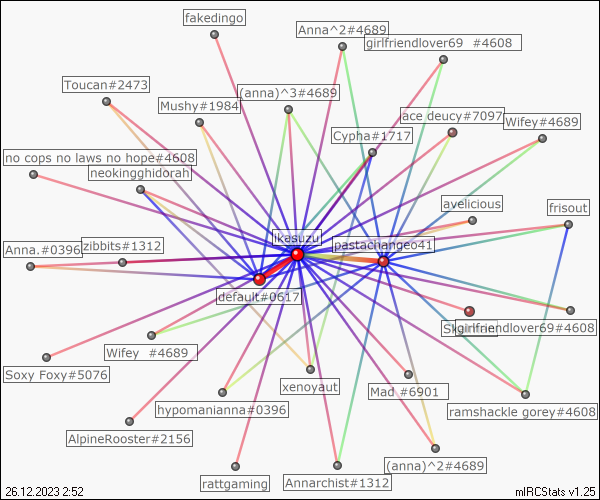 fakedingo
Anna^2#4689
girlfriendlover69 #4608
Toucan#2473
(anna)^3#4689
Mushy#1984
ace deucy#7097
Wifey#4689
Cypha#1717
no cops no laws no hope#4608
neokingghidorah
avelicious
frisout
ikesuzu
pastachangeo41
Anna.#0396
zibbits#1312
default#0617
girlfriendlover69#4608
Wifey #4689
Soxy Foxy#5076
xenoyaut
Mad #6901
hypomanianna#0396
ramshackle gorey#4608
AlpineRooster#2156
(anna)^2#4689
rattgaming
Annarchist#1312
26.12.2023 2:52
mIRCStats v1.25